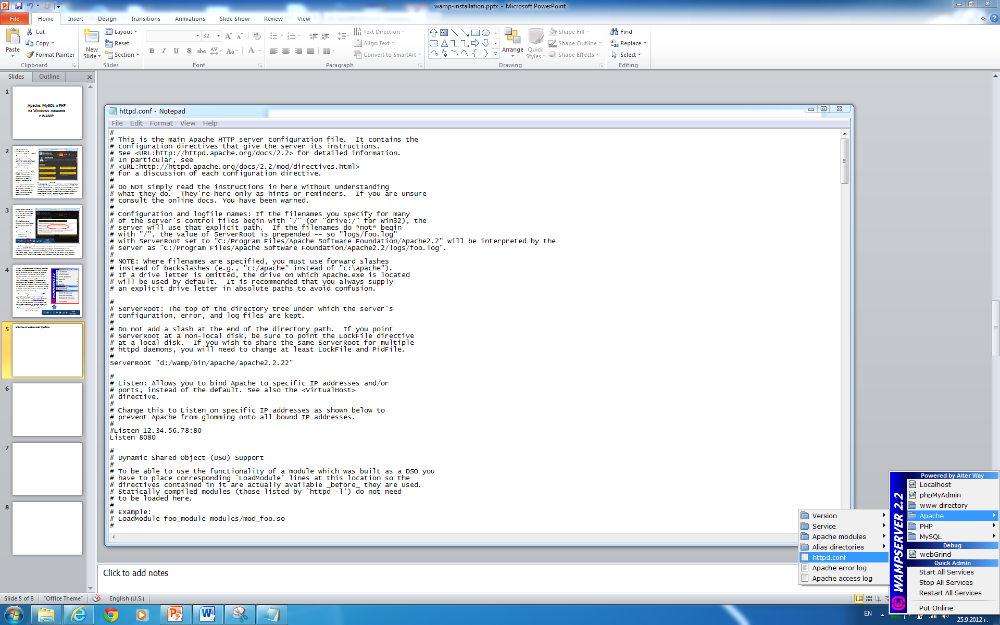 wamp-installation.pptx - Microsoft PowerPoint
File Home Insert Design Transitions Animations Slide Show Review View
Paste
Cut
Copy
Format Painter
Clipboard
New
Slide
Layout
Reset
Section
Slides
32
B I U S abc AV Aa A
Font
Text Direction
Align Text
Convert to SmartArt
Paragraph
Arrange
Quick
Styles
Shape Fill
Shape Outline
Shape Effects
Drawing
Find
Replace
Select
Editing
Slides Outline
1
Apache, MySQL и PHP
на Windows машина
с WAMP
2
3
4
5
Някои основни настройки
6
7
8
httpd.conf - Notepad
File Edit Format View Help
#
# This is the main Apache HTTP server configuration file.  It contains the
# configuration directives that give the server its instructions.
# See <URL:http://httpd.apache.org/docs/2.2> for detailed information.
# In particular, see
# <URL:http://httpd.apache.org/docs/2.2/mod/directives.html>
# for a discussion of each configuration directive.
#
# Do NOT simply read the instructions in here without understanding
# what they do.  They're here only as hints or reminders.  If you are unsure
# consult the online docs. You have been warned.
#
# Configuration and logfile names: If the filenames you specify for many
# of the server's control files begin with "/" (or "drive:/" for Win32), the
# server will use that explicit path.  If the filenames do *not* begin
# with "/", the value of ServerRoot is prepended -- so "logs/foo.log"
# with ServerRoot set to "C:/Program Files/Apache Software Foundation/Apache2.2" will be interpreted by the
# server as "C:/Program Files/Apache Software Foundation/Apache2.2/logs/foo.log".
#
# NOTE: Where filenames are specified, you must use forward slashes
# instead of backslashes (e.g., "c:/apache" instead of "c:\apache").
# If a drive letter is omitted, the drive on which Apache.exe is located
# will be used by default.  It is recommended that you always supply
# an explicit drive letter in absolute paths to avoid confusion.
#
# ServerRoot: The top of the directory tree under which the server's
# configuration, error, and log files are kept.
#
# Do not add a slash at the end of the directory path.  If you point
# ServerRoot at a non-local disk, be sure to point the LockFile directive
# at a local disk.  If you wish to share the same ServerRoot for multiple
# httpd daemons, you will need to change at least LockFile and PidFile.
#
ServerRoot "d:/wamp/bin/apache/apache2.2.22"
#
# Listen: Allows you to bind Apache to specific IP addresses and/or
# ports, instead of the default. See also the <VirtualHost>
# directive.
#
# Change this to Listen on specific IP addresses as shown below to
# prevent Apache from glomming onto all bound IP addresses.
#
#Listen 12.34.56.78:80
Listen 8080
#
# Dynamic Shared Object (DSO) Support
#
# To be able to use the functionality of a module which was built as a DSO you
# have to place corresponding `LoadModule' lines at this location so the
# directives contained in it are actually available _before_ they are used.
# Statically compiled modules (those listed by `httpd -l') do not need
# to be loaded here.
#
# Example:
# LoadModule foo_module modules/mod_foo.so
#
Version
Service
Apache modules
Alias directories
httpd.conf
Apache error log
Apache access log
WAMPSERVER 2.2
Powered by Alter Way
Localhost
phpMyAdmin
www directory
Apache
PHP
MySQL
Debug
webGrind
Quick Admin
Start All Services
Stop All Services
Restart All Services
Put Online
Click to add notes
Slide 5 of 8 "Office Theme" English (U.S.)
EN
25.9.2012 г.